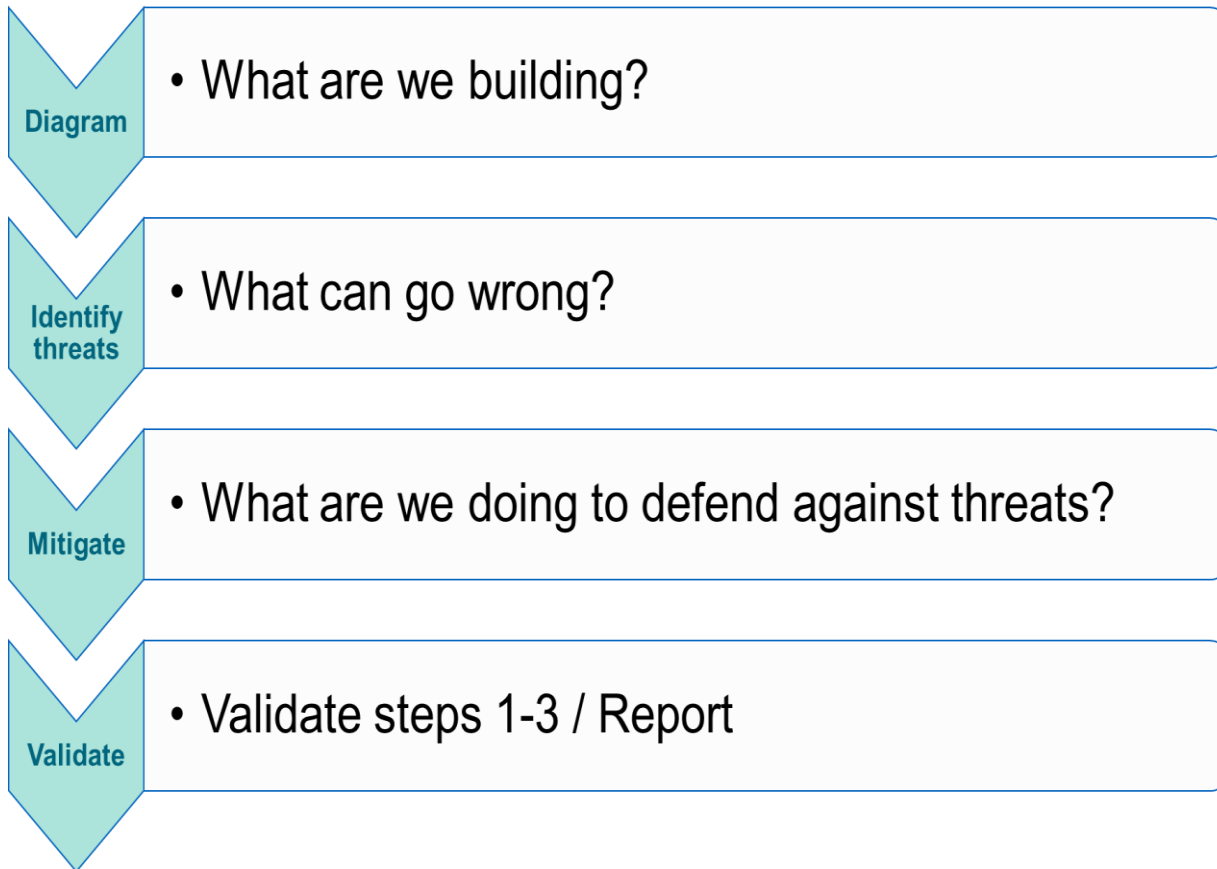 Diagram
• What are we building?
Identify
threats
• What can go wrong?
Mitigate
• What are we doing to defend against threats?
Validate
• Validate steps 1-3 / Report